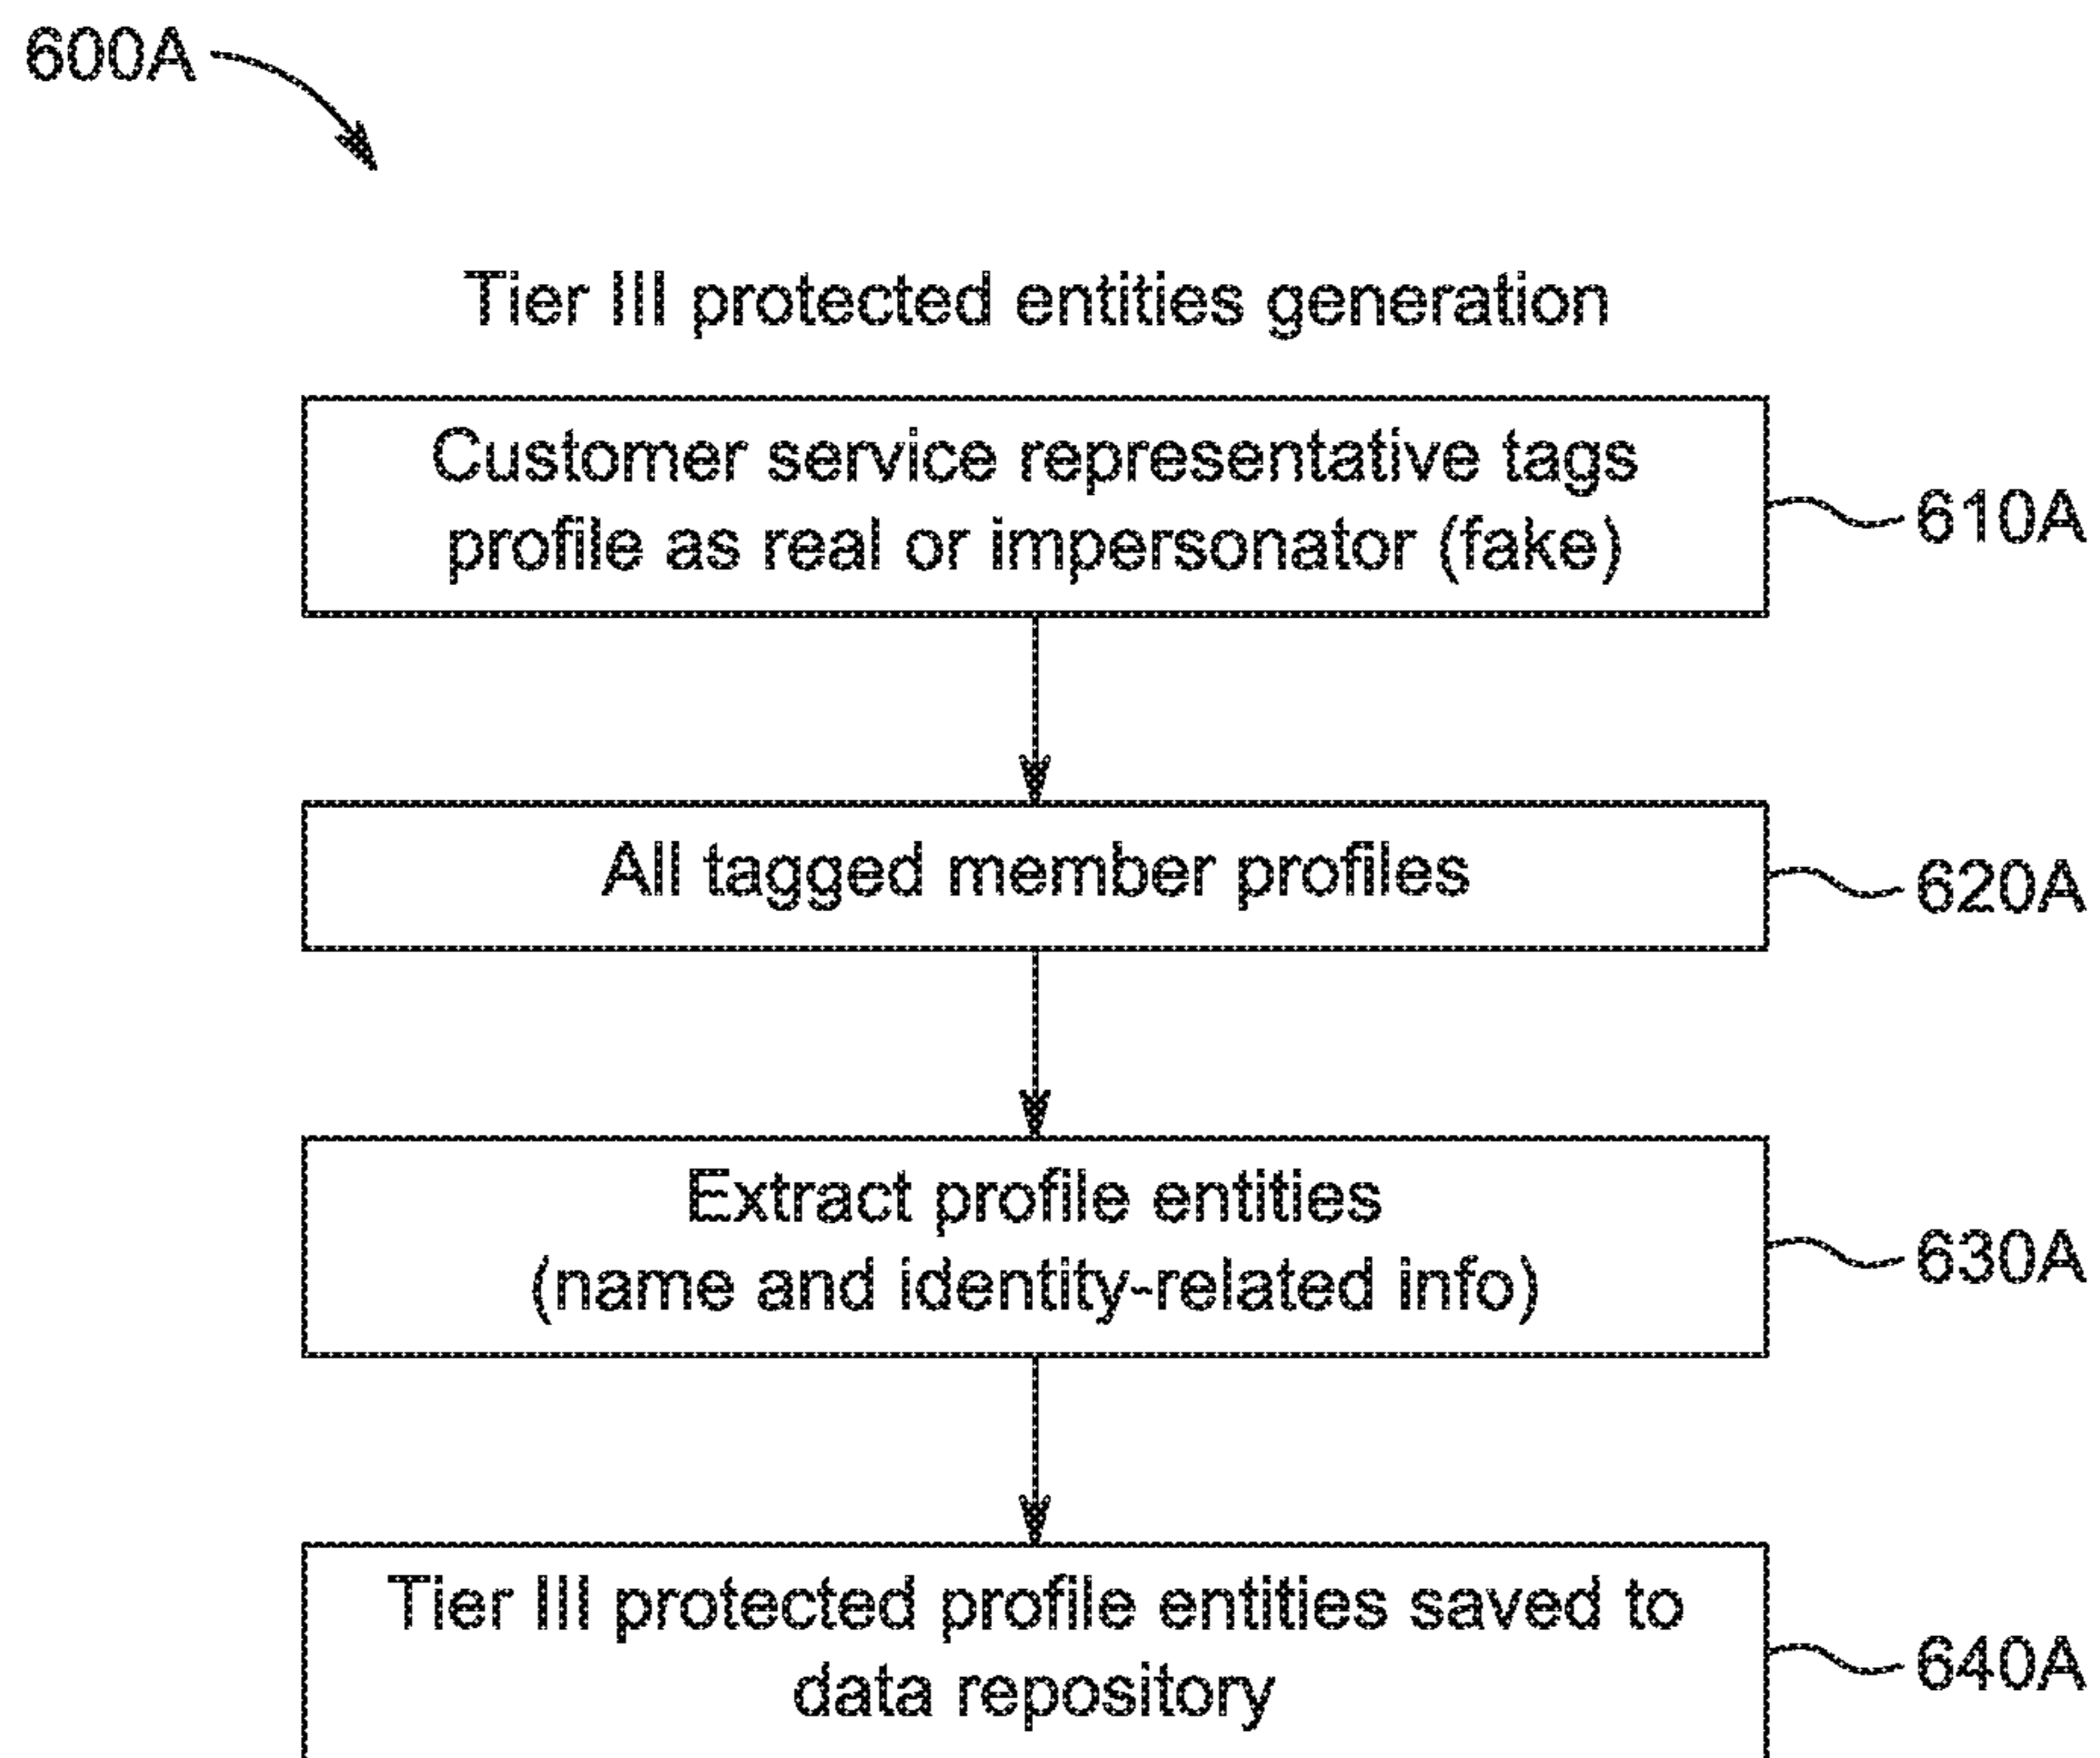 600A
Tier III protected entities generation
Customer service representative tags
profile as real or impersonator (fake)
610A
All tagged member profiles
620A
Extract profile entities
(name and identity-related info)
630A
Tier III protected profile entities saved to
data repository
640A